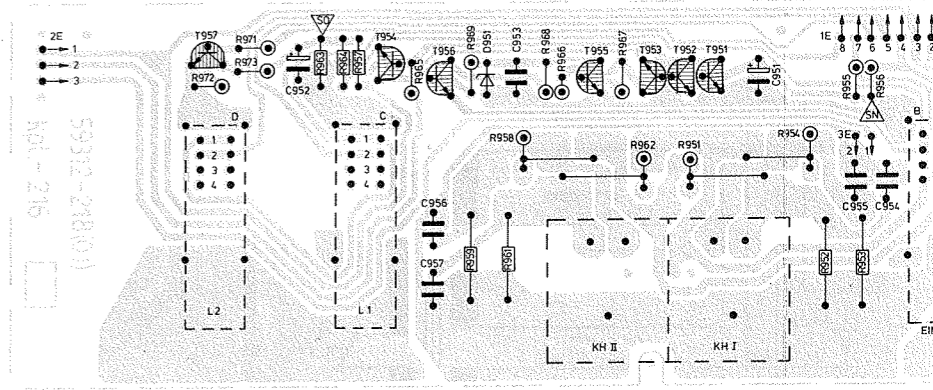 2E
1
2
3
T957
R971
R973
R972
SO
C952
R963
R964
R957
T954
R965
T956
R969
D951
C953
R968
R966
T955
R967
T953
T952
T951
C951
1E
8 7 6 5 4 3 2
R955
R956
SN
3E
2 1
D
C
B
1
2
3
4
1
2
3
4
R958
R962
R951
R954
C955
C954
C956
C957
R959
R961
R952
R953
L2
L1
KH II
KH I